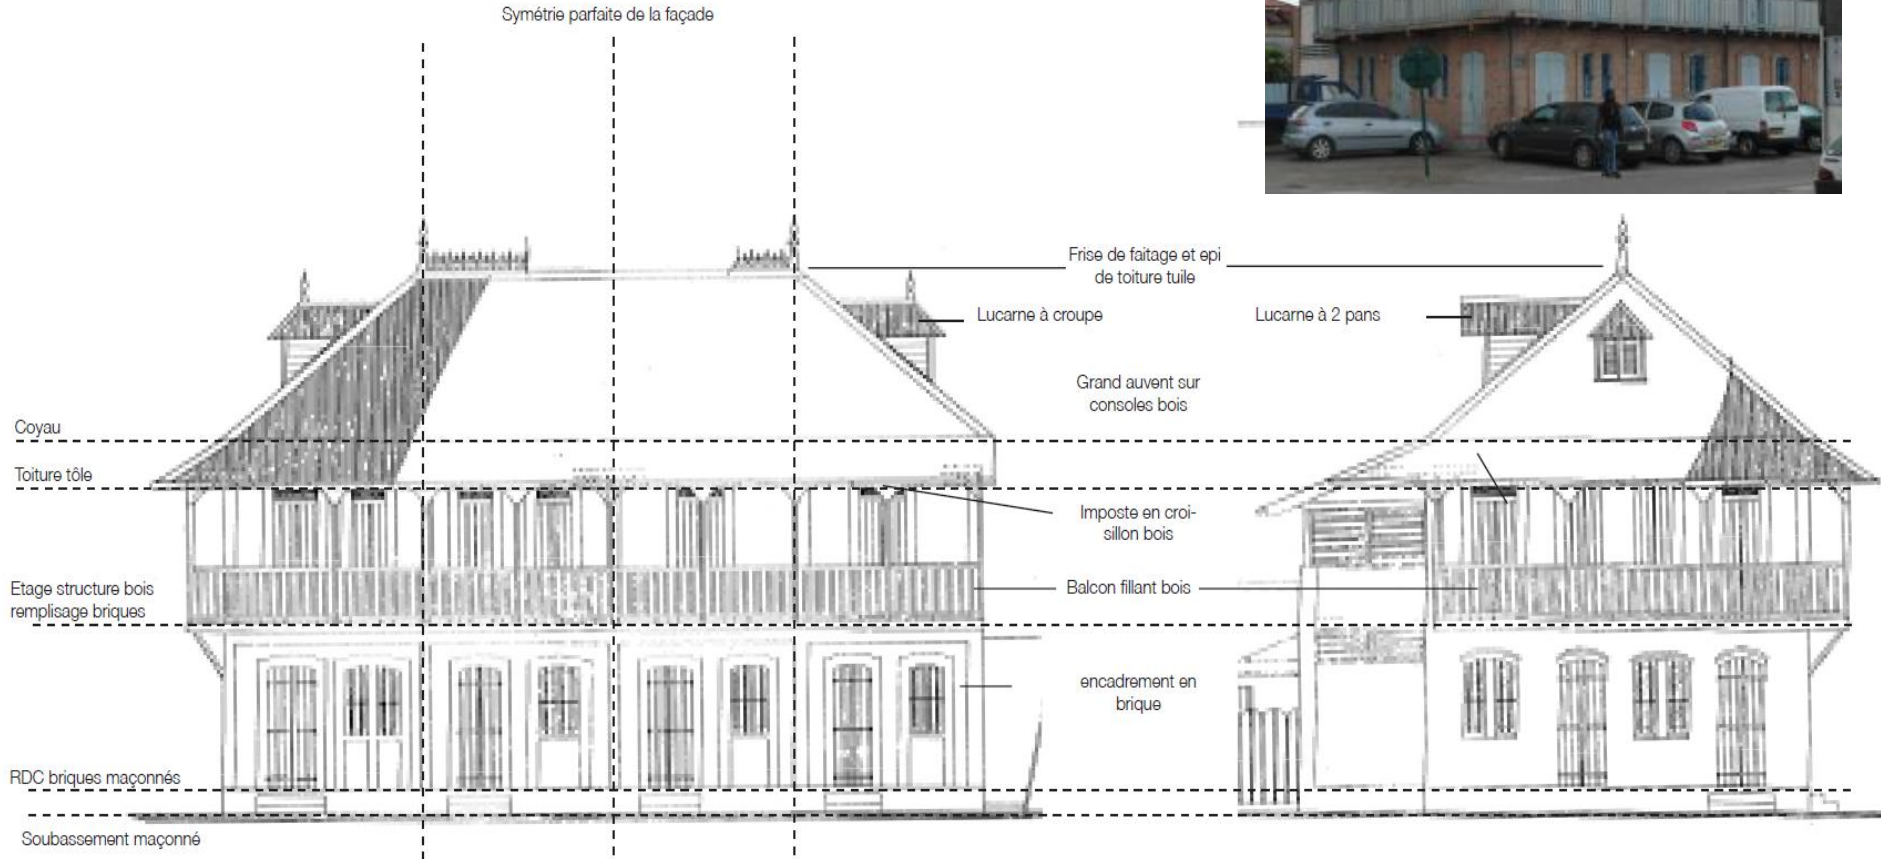 Symétrie parfaite de la façade
Frise de faitage et epi
de toiture tuile
Lucarne à croupe
Lucarne à 2 pans
Grand auvent sur
consoles bois
Coyau
Toiture tôle
Imposte en croi-
sillon bois
Etage structure bois
remplisage briques
Balcon fillant bois
encadrement en
brique
RDC briques maçonnés
Soubassement maçonné